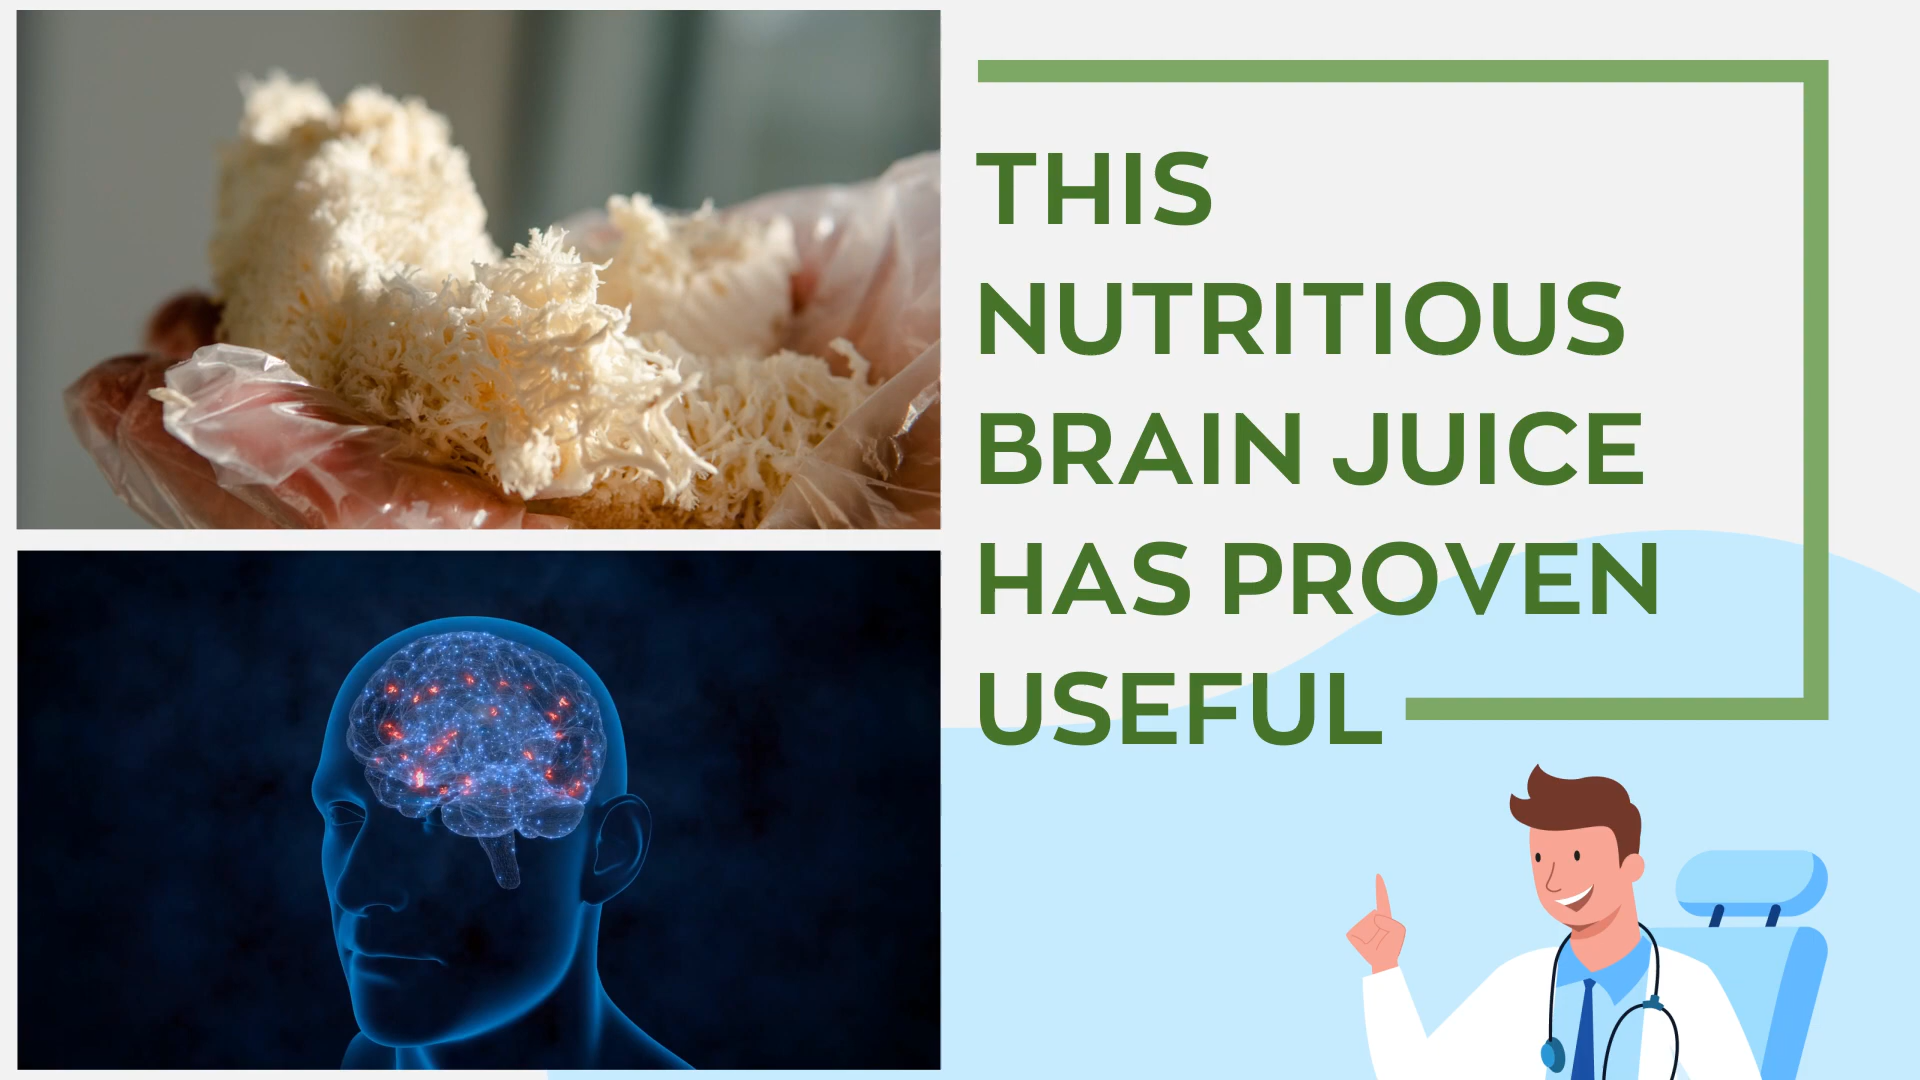 THIS
NUTRITIOUS
BRAIN JUICE
HAS PROVEN
USEFUL